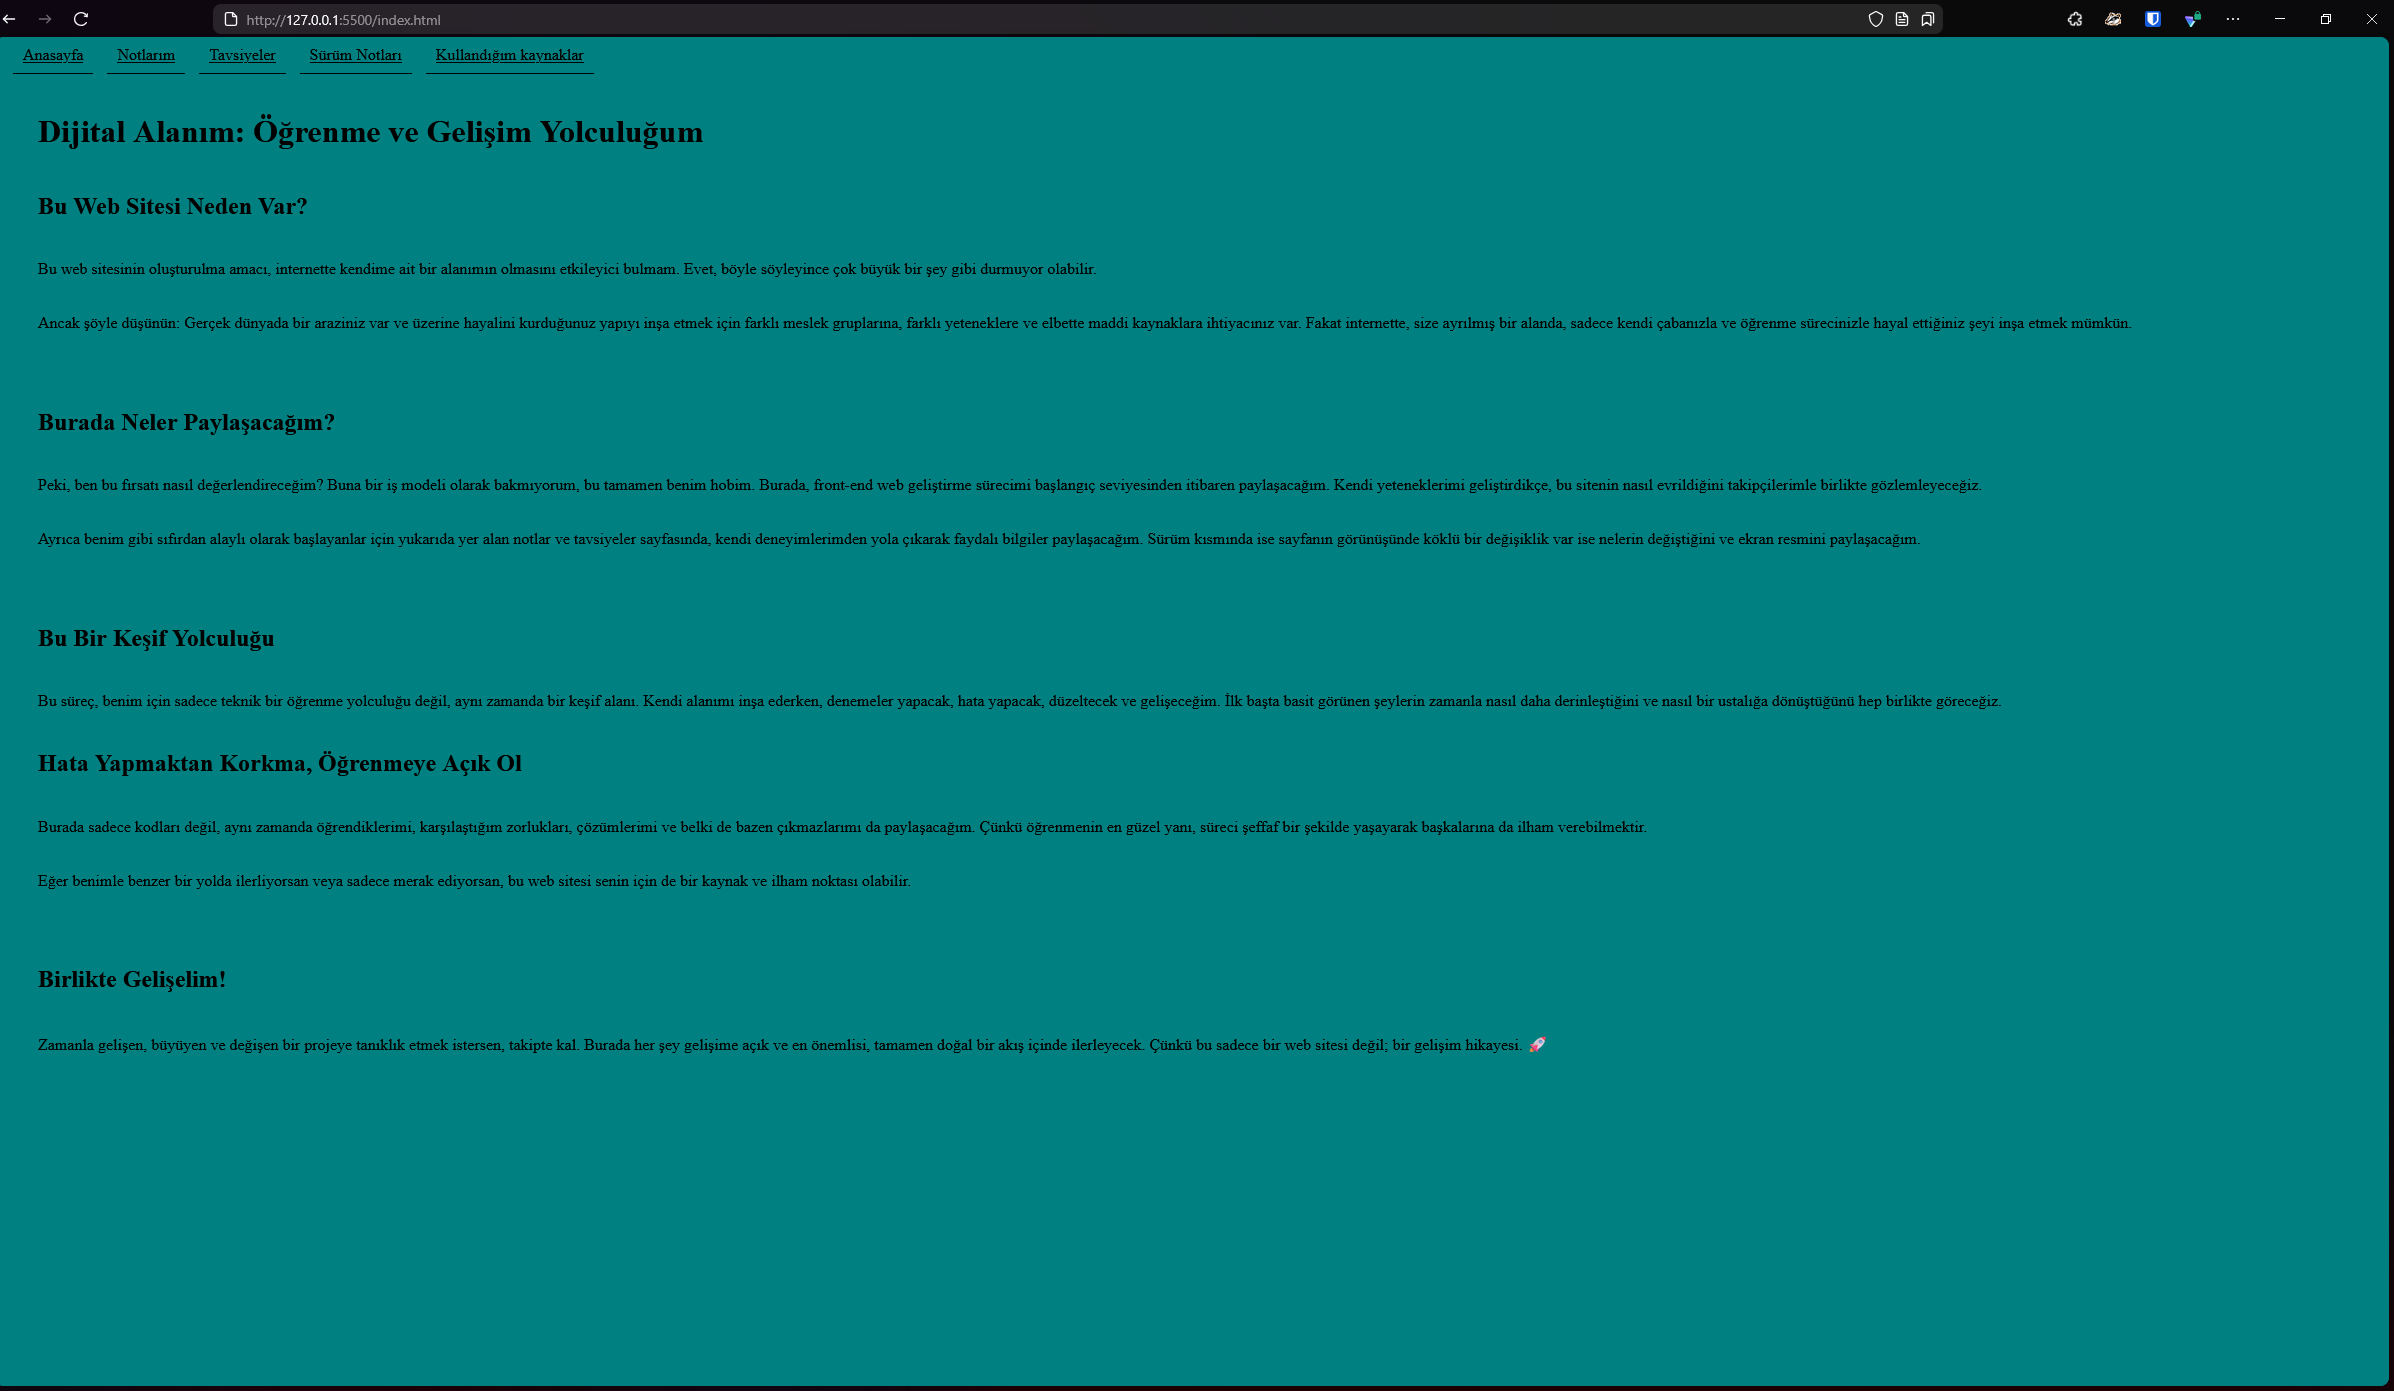 http://127.0.0.1:5500/index.html
Anasayfa Notlarım Tavsiyeler Sürüm Notları Kullandığım kaynaklar
Dijital Alanım: Öğrenme ve Gelişim Yolculuğum
Bu Web Sitesi Neden Var?
Bu web sitesinin oluşturulma amacı, internette kendime ait bir alanımın olmasını etkileyici bulmam. Evet, böyle söyleyince çok büyük bir şey gibi durmuyor olabilir.
Ancak şöyle düşünün: Gerçek dünyada bir araziniz var ve üzerine hayalini kurduğunuz yapıyı inşa etmek için farklı meslek gruplarına, farklı yeteneklere ve elbette maddi kaynaklara ihtiyacınız var. Fakat internette, size ayrılmış bir alanda, sadece kendi çabanızla ve öğrenme sürecinizle hayal ettiğiniz şeyi inşa etmek mümkün.
Burada Neler Paylaşacağım?
Peki, ben bu fırsatı nasıl değerlendireceğim? Buna bir iş modeli olarak bakmıyorum, bu tamamen benim hobim. Burada, front-end web geliştirme sürecimi başlangıç seviyesinden itibaren paylaşacağım. Kendi yeteneklerimi geliştirdikçe, bu sitenin nasıl evrildiğini takipçilerimle birlikte gözlemleyeceğiz.
Ayrıca benim gibi sıfırdan alaylı olarak başlayanlar için yukarıda yer alan notlar ve tavsiyeler sayfasında, kendi deneyimlerimden yola çıkarak faydalı bilgiler paylaşacağım. Sürüm kısmında ise sayfanın görünüşünde köklü bir değişiklik var ise nelerin değiştiğini ve ekran resmini paylaşacağım.
Bu Bir Keşif Yolculuğu
Bu süreç, benim için sadece teknik bir öğrenme yolculuğu değil, aynı zamanda bir keşif alanı. Kendi alanımı inşa ederken, denemeler yapacak, hata yapacak, düzeltecek ve gelişeceğim. İlk başta basit görünen şeylerin zamanla nasıl daha derinleştiğini ve nasıl bir ustalığa dönüştüğünü hep birlikte göreceğiz.
Hata Yapmaktan Korkma, Öğrenmeye Açık Ol
Burada sadece kodları değil, aynı zamanda öğrendiklerimi, karşılaştığım zorlukları, çözümlerimi ve belki de bazen çıkmazlarımı da paylaşacağım. Çünkü öğrenmenin en güzel yanı, süreci şeffaf bir şekilde yaşayarak başkalarına da ilham verebilmektir.
Eğer benimle benzer bir yolda ilerliyorsan veya sadece merak ediyorsan, bu web sitesi senin için de bir kaynak ve ilham noktası olabilir.
Birlikte Gelişelim!
Zamanla gelişen, büyüyen ve değişen bir projeye tanıklık etmek istersen, takipte kal. Burada her şey gelişime açık ve en önemlisi, tamamen doğal bir akış içinde ilerleyecek. Çünkü bu sadece bir web sitesi değil; bir gelişim hikayesi. 🚀